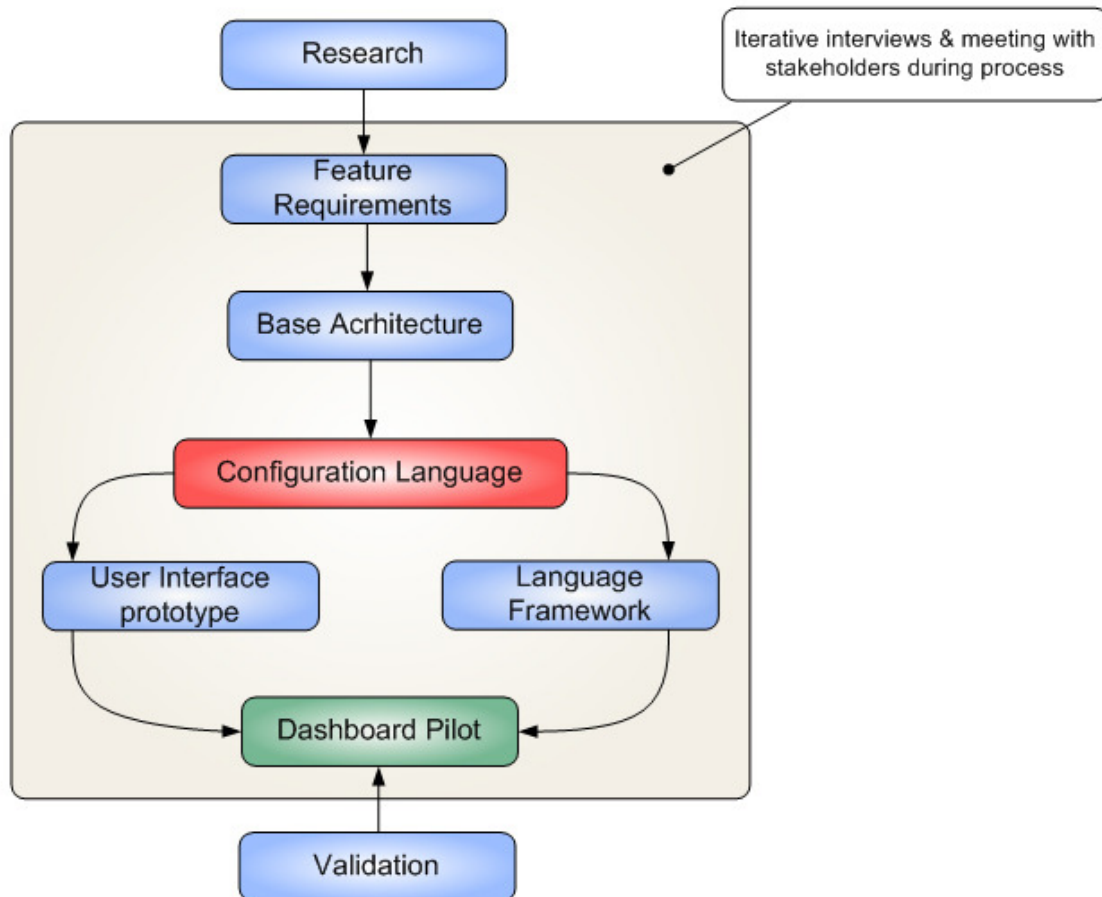 Research
Iterative interviews & meeting with
stakeholders during process
Feature
Requirements
Base Acrhitecture
Configuration Language
User Interface
prototype
Language
Framework
Dashboard Pilot
Validation